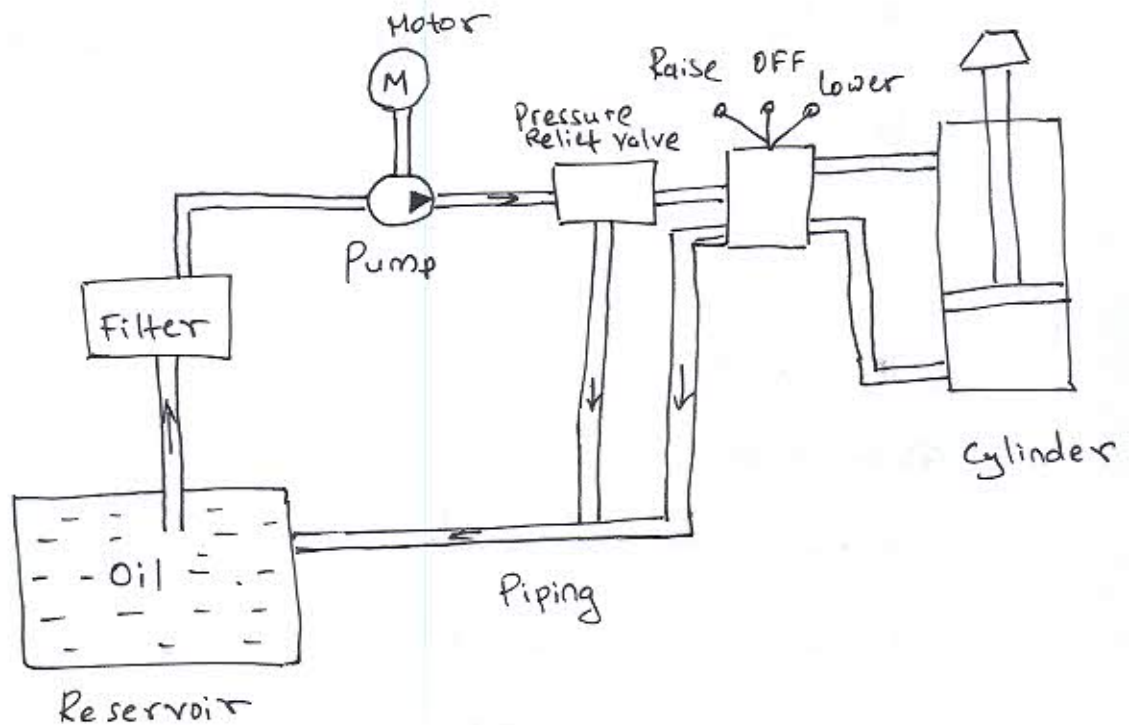 Motor
M
Raise OFF Lower
Pressure
Relief valve
Pump
Filter
Cylinder
Oil
Piping
Reservoir